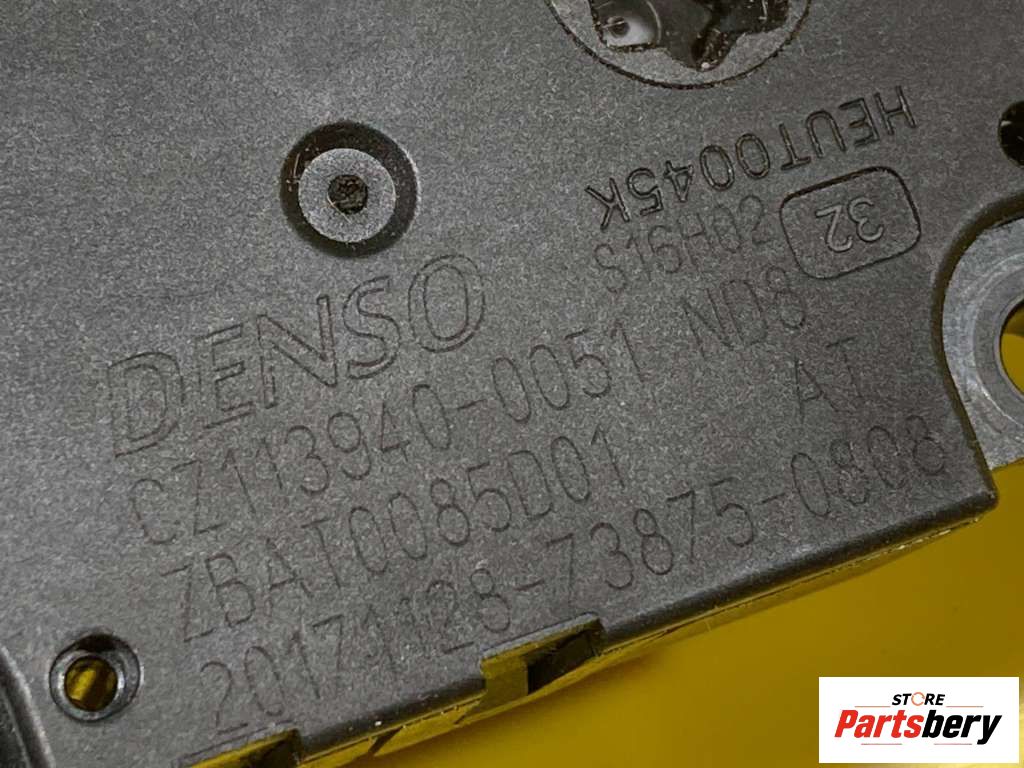 HEUT0045K
32
S16H02
DENSO
CZ113940-0051 ND8
ZBAT0085D01 AT
20171128-73875-0808
STORE
Partsbery